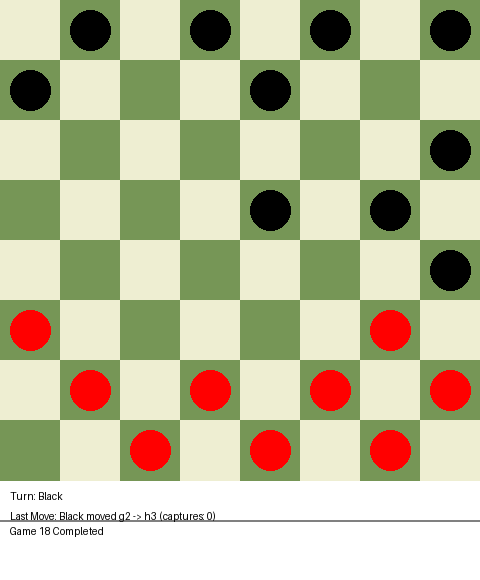 Turn: Black
Last Move: Black moved g2 -> h3 (captures: 0)
Game 18 Completed